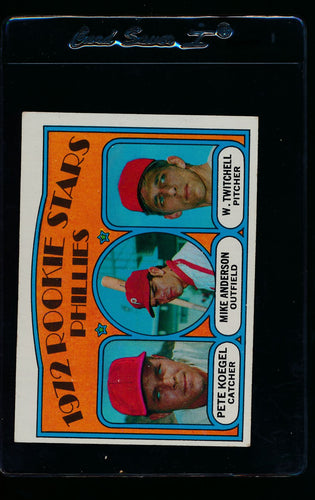 Card Saver I
1972 ROOKIE STARS
PHILLIES
W. TWITCHELL
PITCHER
MIKE ANDERSON
OUTFIELD
PETE KOEGEL
CATCHER